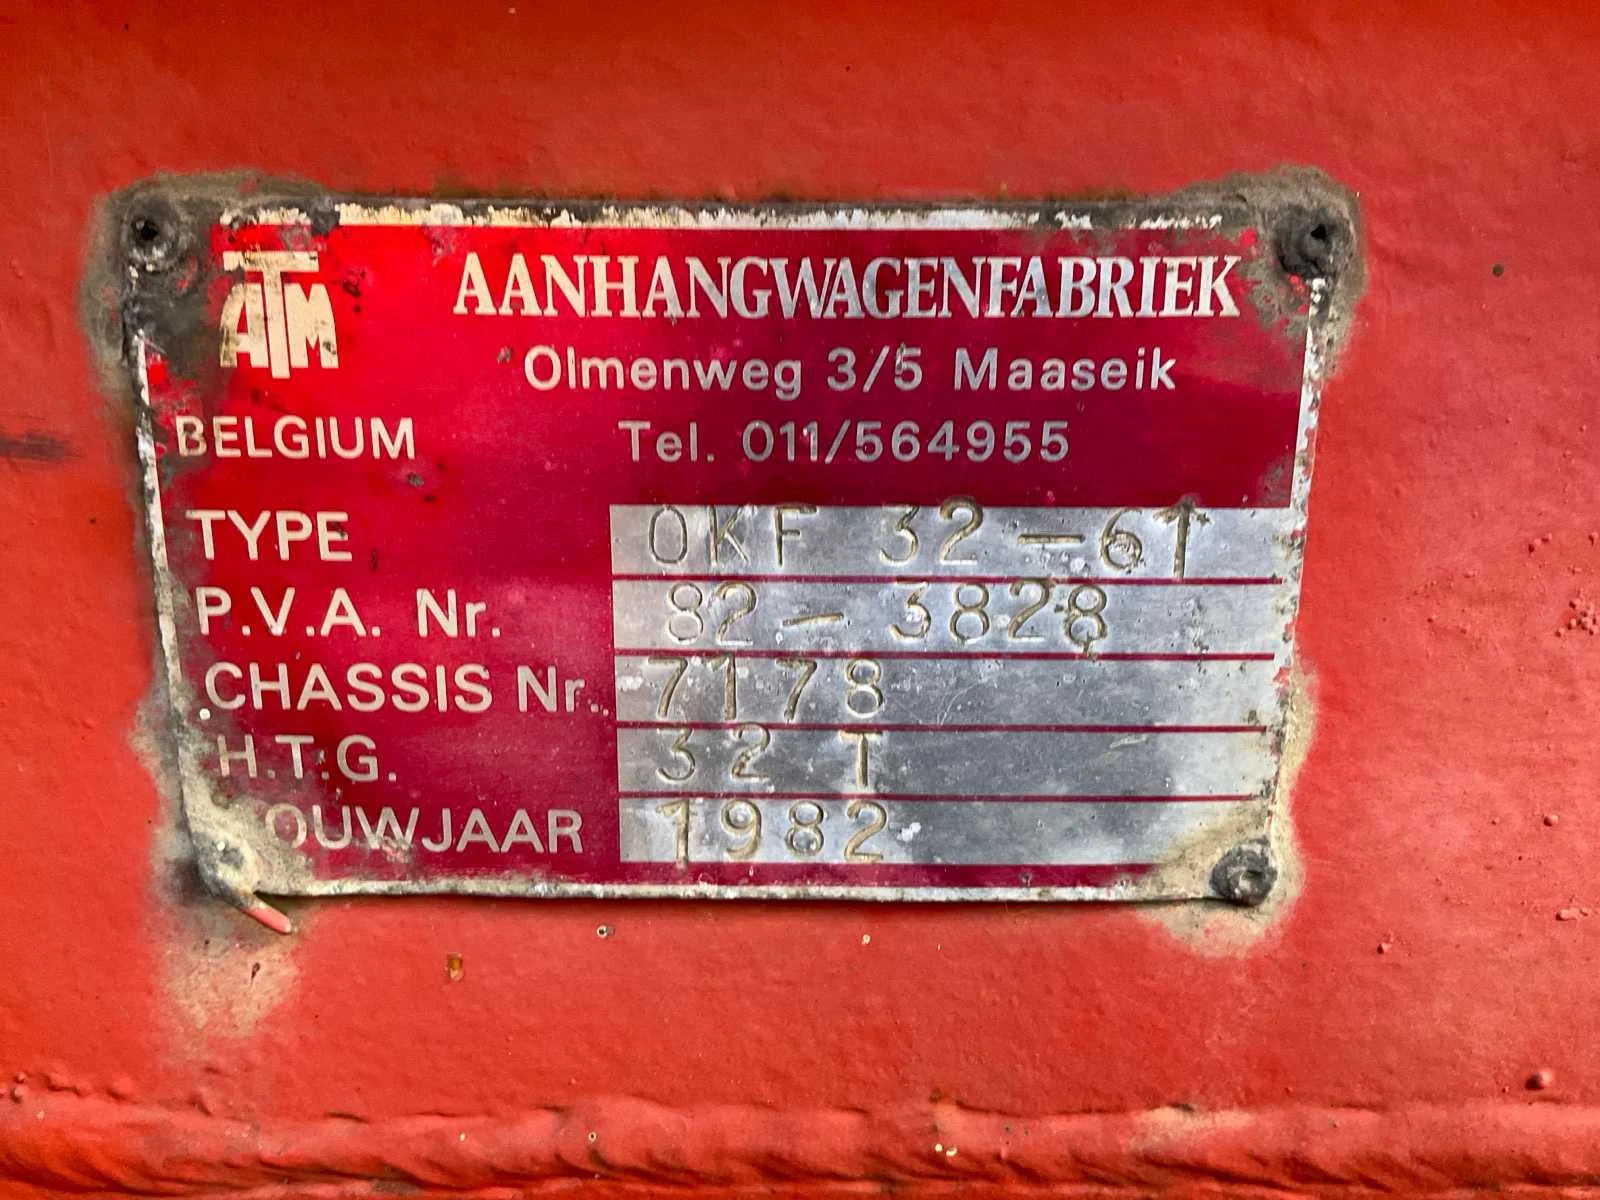 ATM AANHANGWAGENFABRIEK
Olmenweg 3/5 Maaseik
BELGIUM Tel. 011/564955
TYPE OKF 32-61
P.V.A. Nr. 82-3828
CHASSIS Nr. 7178
H.T.G. 32 T
OUWJAAR 1982